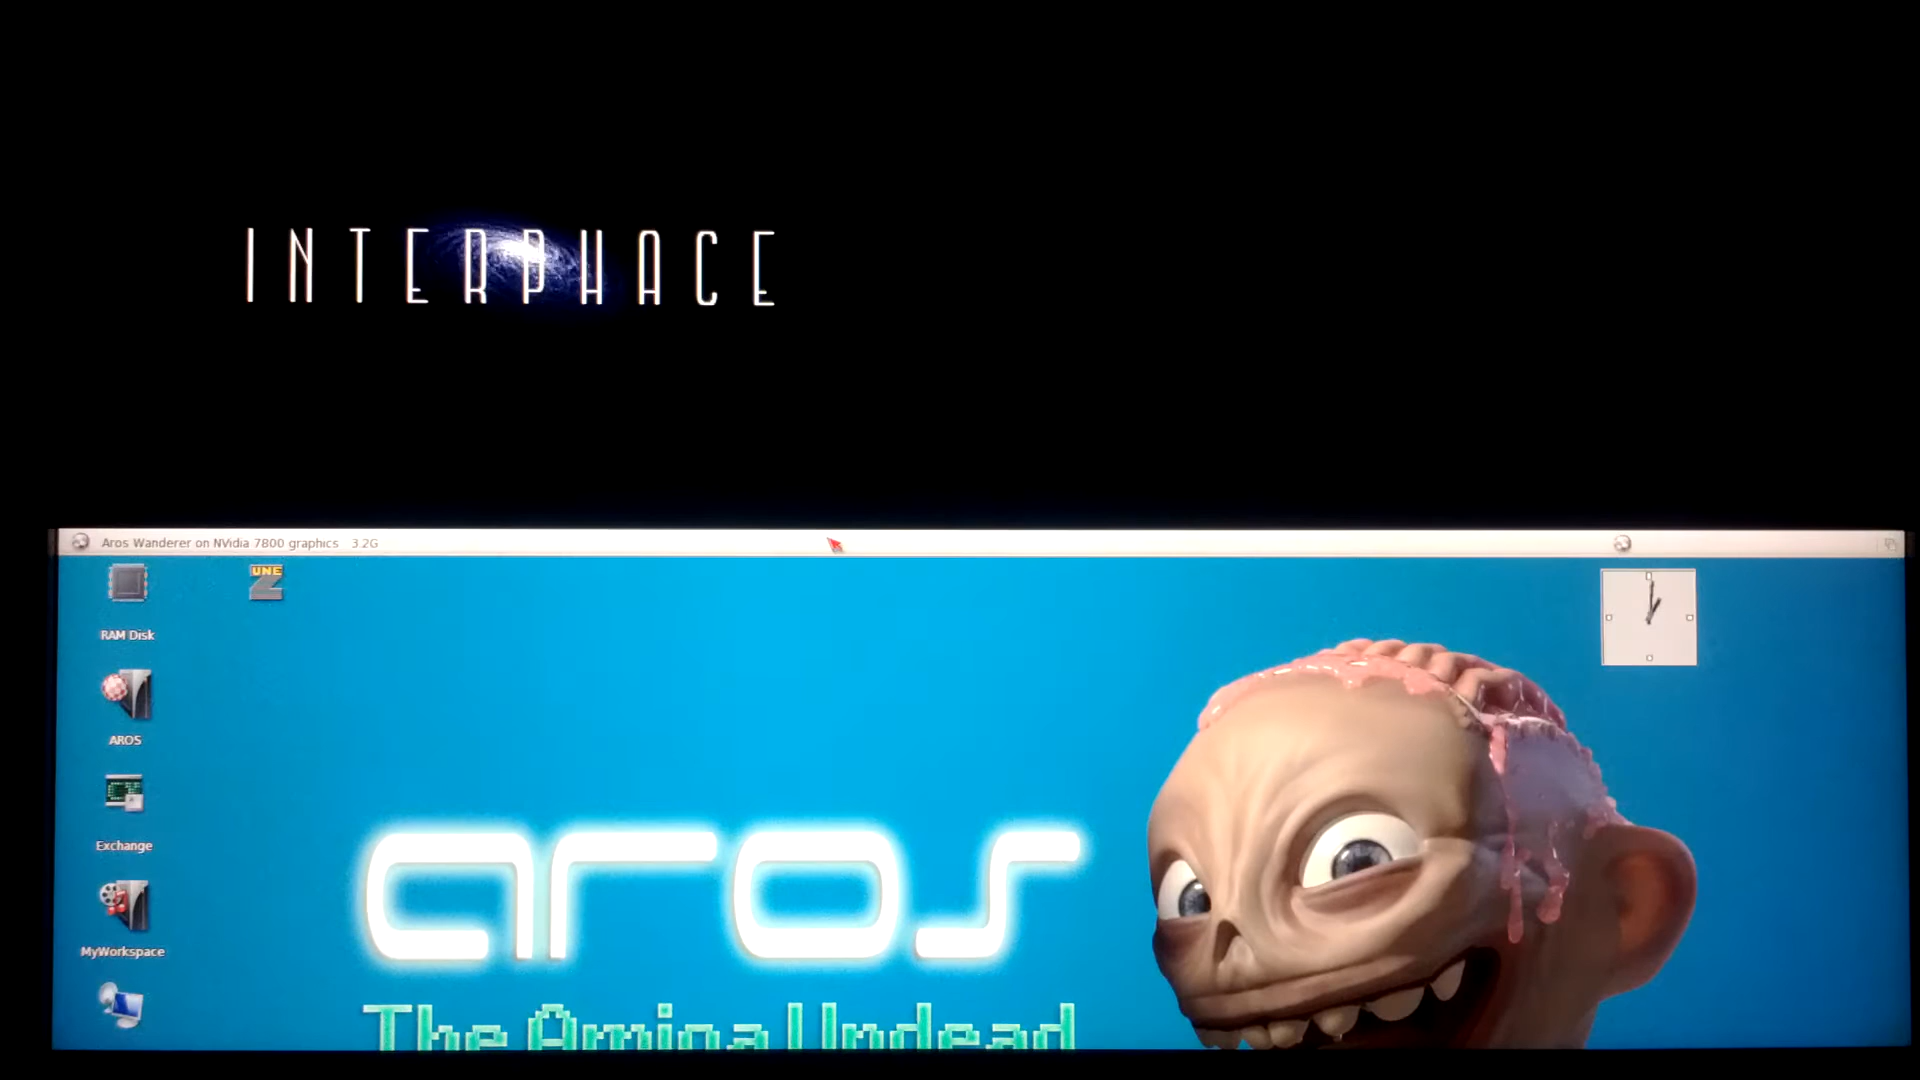 INTERPHACE
Aros Wanderer on NVidia 7800 graphics 3.2G
UNE
Z
RAM Disk
AROS
Exchange
MyWorkspace
aros
The Amiga Undead